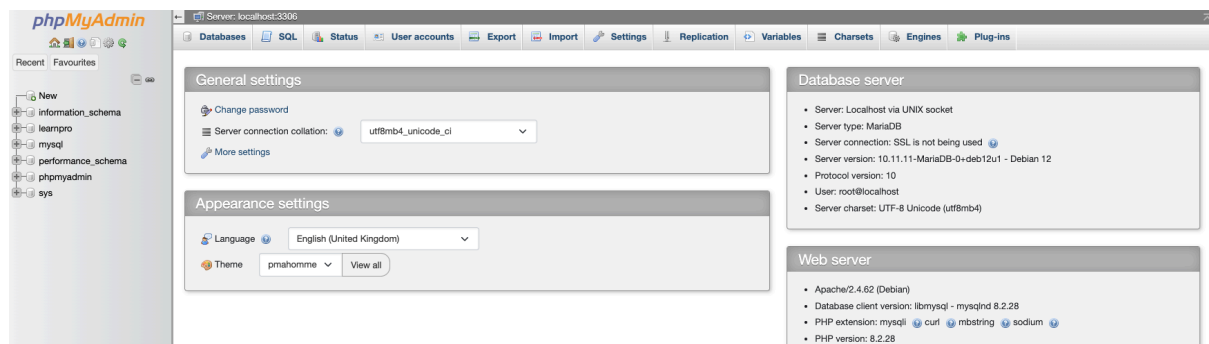 phpMyAdmin
Recent Favourites
New
information_schema
learnpro
mysql
performance_schema
phpmyadmin
sys
Server: localhost:3306
Databases SQL Status User accounts Export Import Settings Replication Variables Charsets Engines Plug-ins
General settings
Change password
Server connection collation: utf8mb4_unicode_ci
More settings
Appearance settings
Language English (United Kingdom)
Theme pmahomme View all
Database server
Server: Localhost via UNIX socket
Server type: MariaDB
Server connection: SSL is not being used
Server version: 10.11.11-MariaDB-0+deb12u1 - Debian 12
Protocol version: 10
User: root@localhost
Server charset: UTF-8 Unicode (utf8mb4)
Web server
Apache/2.4.62 (Debian)
Database client version: libmysql - mysqlnd 8.2.28
PHP extension: mysqli curl mbstring sodium
PHP version: 8.2.28